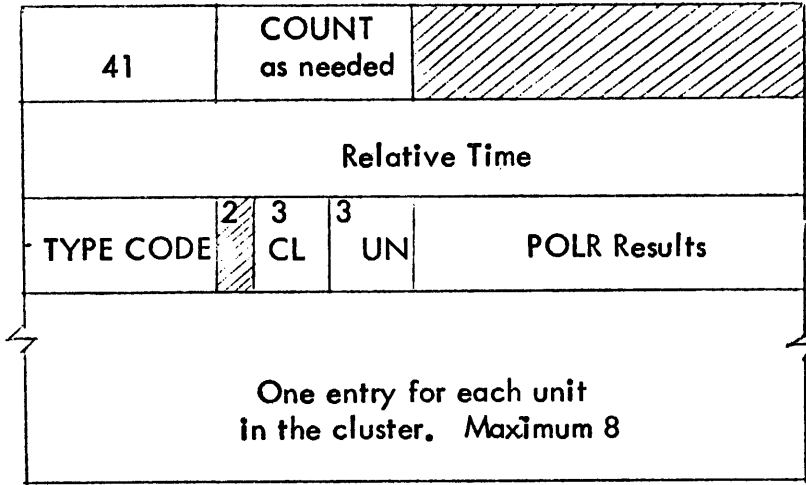 41
COUNT
as needed
Relative Time
TYPE CODE
2
3
CL
3
UN
POLR Results
One entry for each unit
in the cluster. Maximum 8